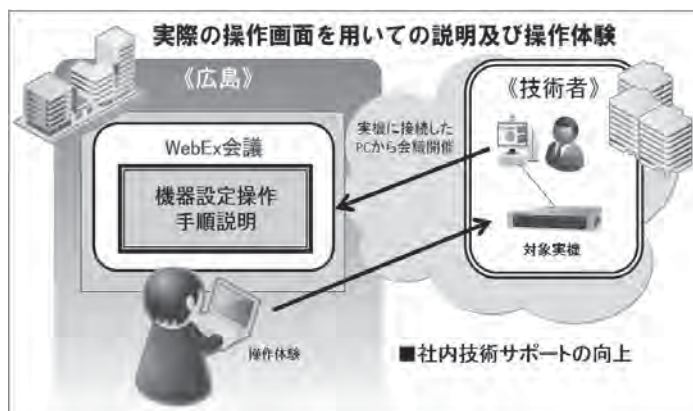 実際の操作画面を用いての説明及び操作体験
《広島》
《技術者》
実機に接続した
PCから会議開催
WebEx会議
機器設定操作
手順説明
対象実機
操作体験
■社内技術サポートの向上